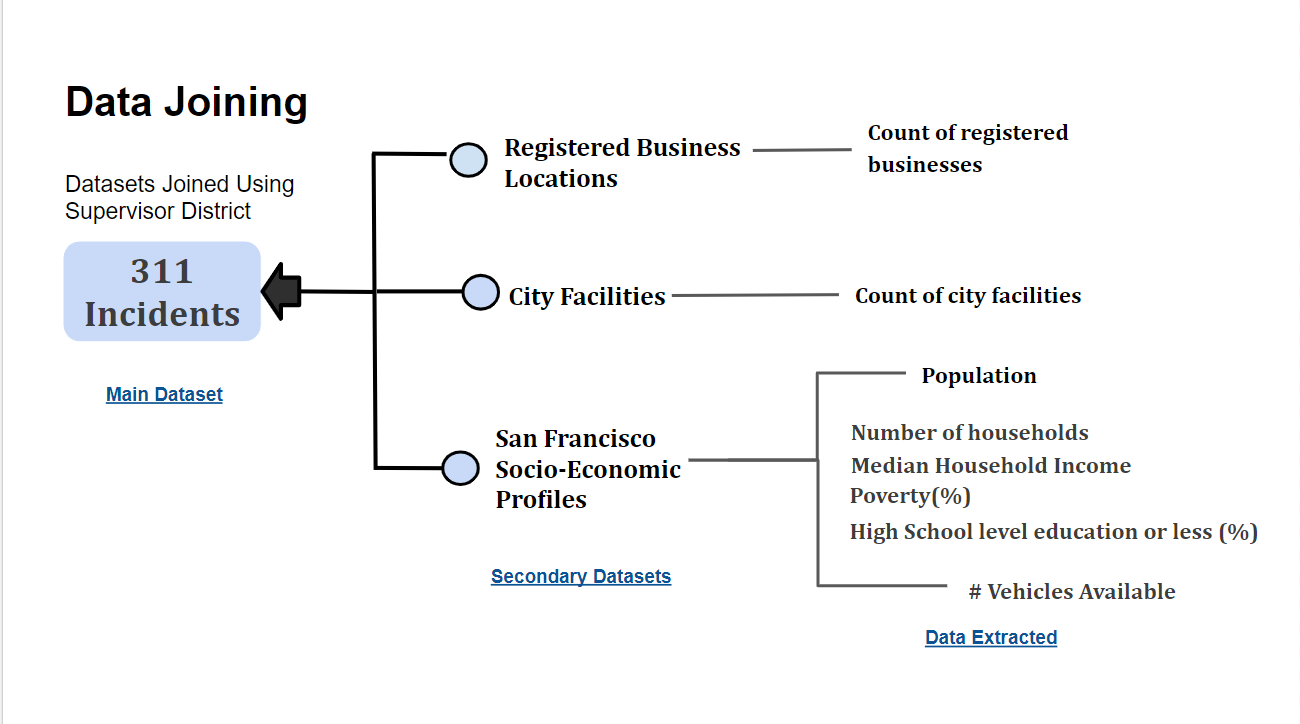 Data Joining
Datasets Joined Using
Supervisor District
311
Incidents
Main Dataset
Registered Business
Locations
Count of registered
businesses
City Facilities
Count of city facilities
San Francisco
Socio-Economic
Profiles
Secondary Datasets
Population
Number of households
Median Household Income
Poverty(%)
High School level education or less (%)
# Vehicles Available
Data Extracted